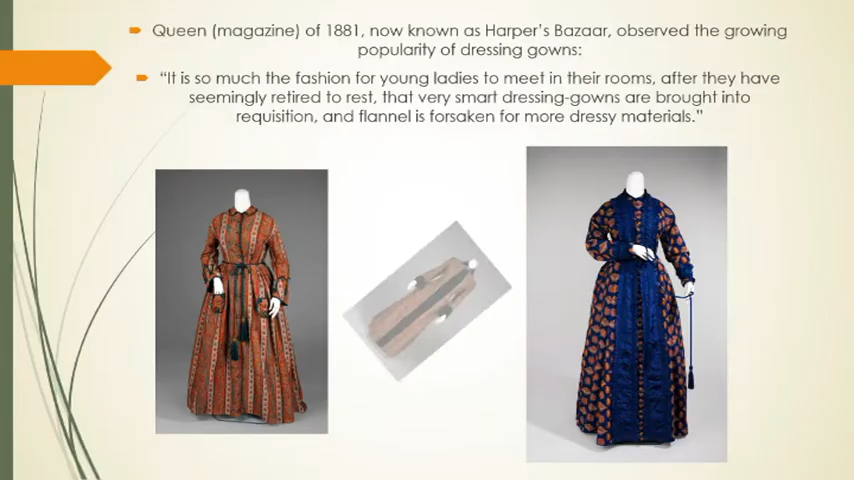 Queen (magazine) of 1881, now known as Harper’s Bazaar, observed the growing
popularity of dressing gowns:
“It is so much the fashion for young ladies to meet in their rooms, after they have
seemingly retired to rest, that very smart dressing-gowns are brought into
requisition, and flannel is forsaken for more dressy materials.”